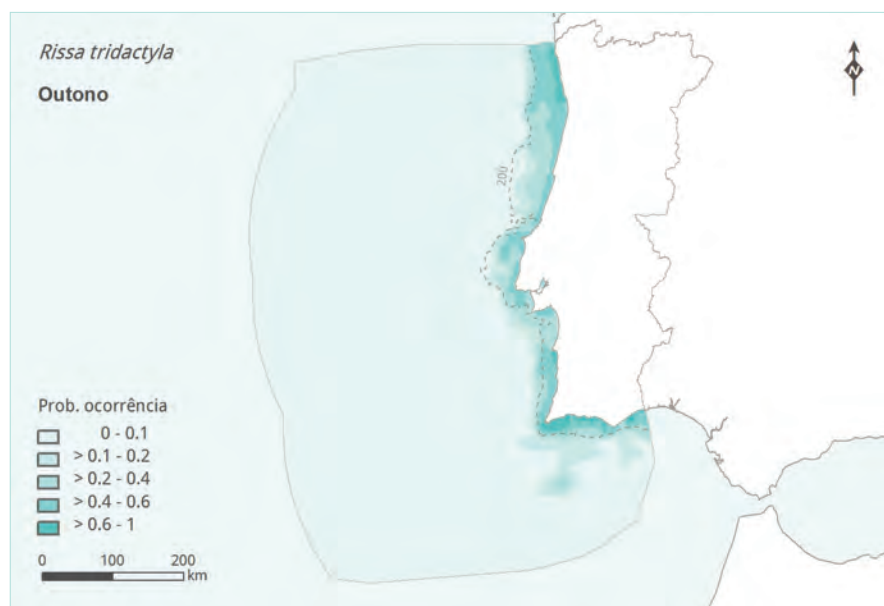 Rissa tridactyla
Outono
N
200
Prob. ocorrência
0 - 0.1
> 0.1 - 0.2
> 0.2 - 0.4
> 0.4 - 0.6
> 0.6 - 1
0 100 200
km